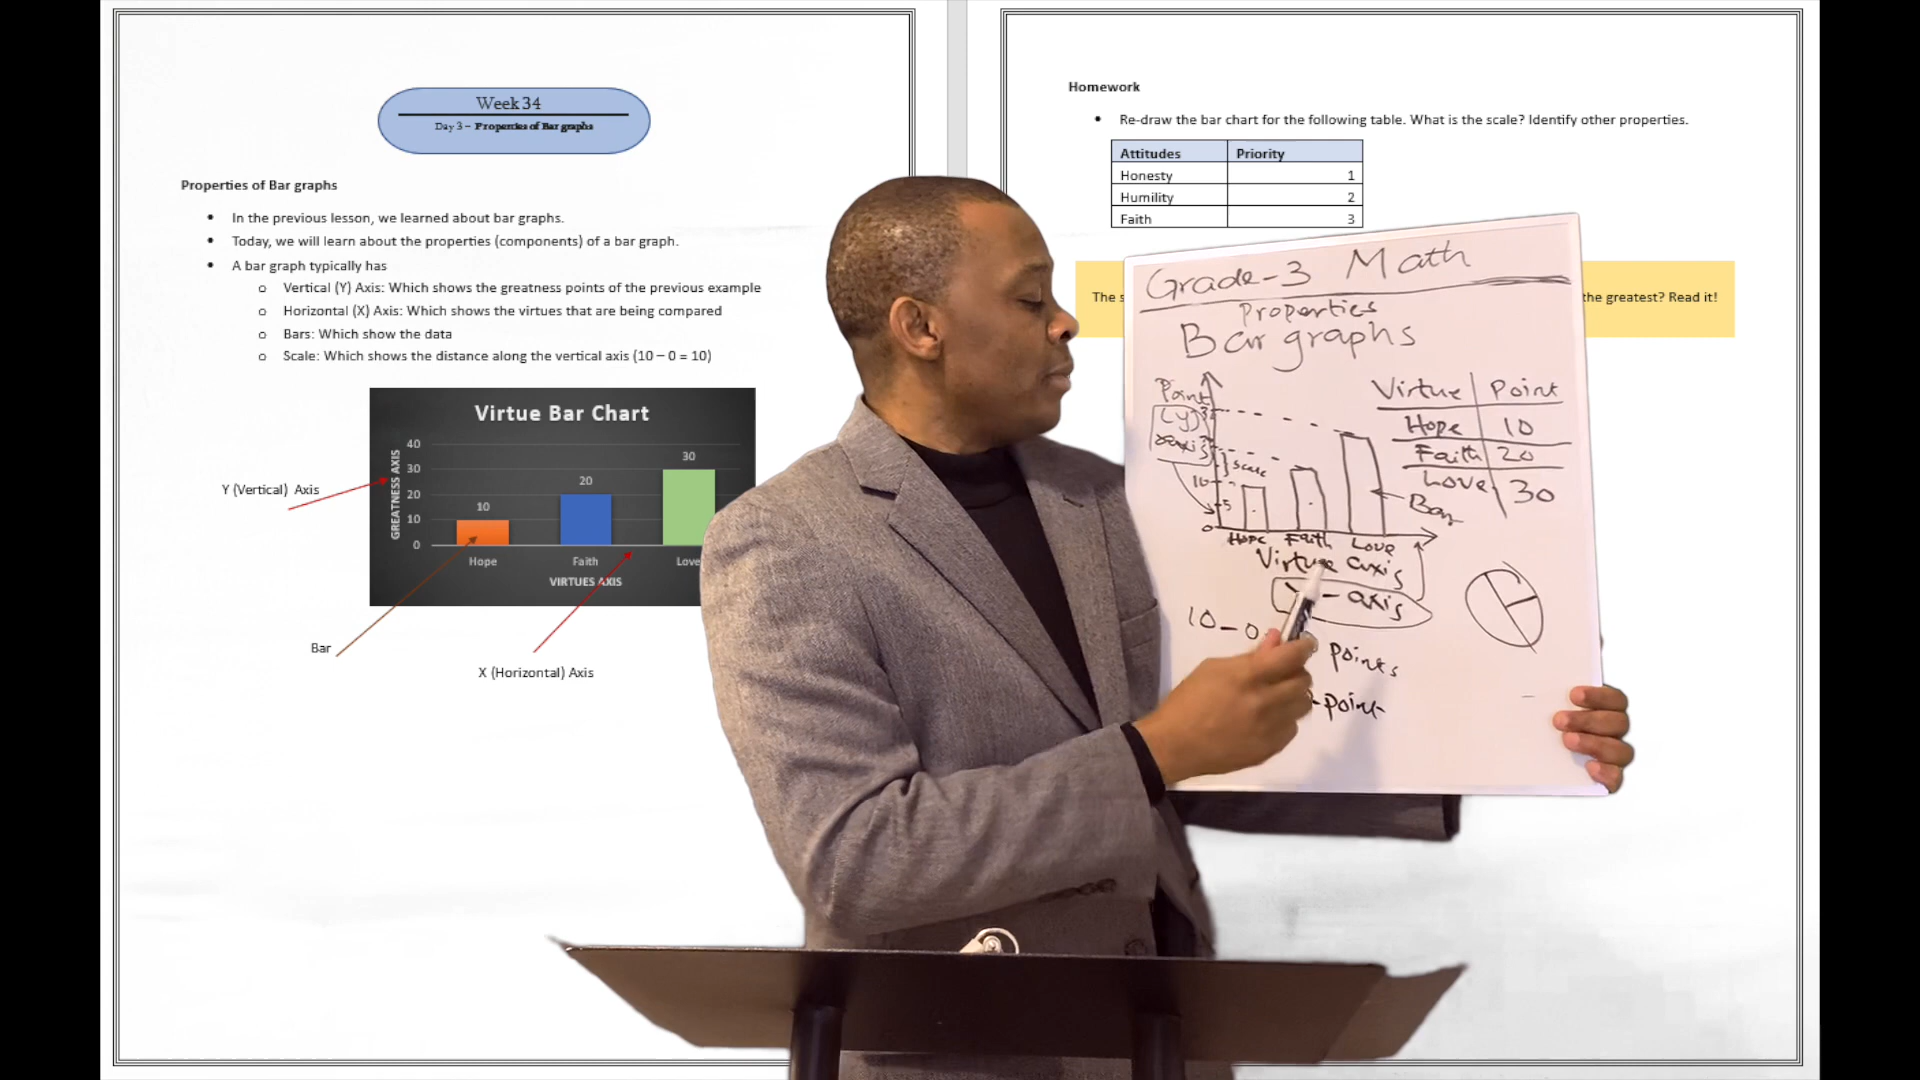 Week 34
Day 3 – Properties of Bar graphs
Properties of Bar graphs
• In the previous lesson, we learned about bar graphs.
• Today, we will learn about the properties (components) of a bar graph.
• A bar graph typically has
o Vertical (Y) Axis: Which shows the greatness points of the previous example
o Horizontal (X) Axis: Which shows the virtues that are being compared
o Bars: Which show the data
o Scale: Which shows the distance along the vertical axis (10 – 0 = 10)
Virtue Bar Chart
GREATNESS AXIS
40
30
20
10
0
10
20
30
Hope Faith Love
VIRTUES AXIS
Y (Vertical) Axis
Bar
X (Horizontal) Axis
Homework
• Re-draw the bar chart for the following table. What is the scale? Identify other properties.
Attitudes Priority
Honesty 1
Humility 2
Faith 3
The
the greatest? Read it!
Grade-3 Math
Properties
Bar graphs
Point
(y)
axis
scale
10
5
0
Hope Faith Love
Bar
Virtue axis
- axis
Virtue Point
Hope 10
Faith 20
Love 30
10 - 0
Points
-point